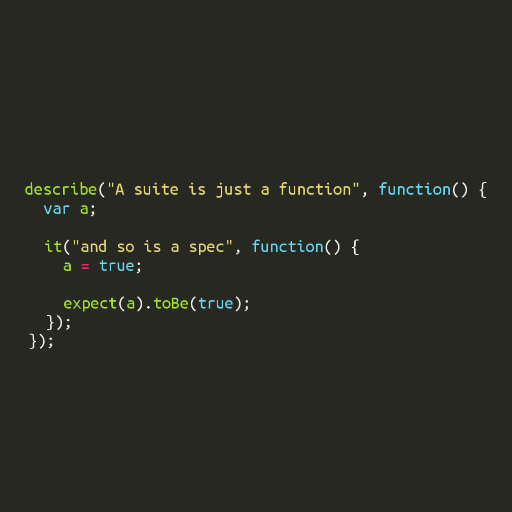 describe("A suite is just a function", function() {
  var a;

  it("and so is a spec", function() {
    a = true;

    expect(a).toBe(true);
  });
});